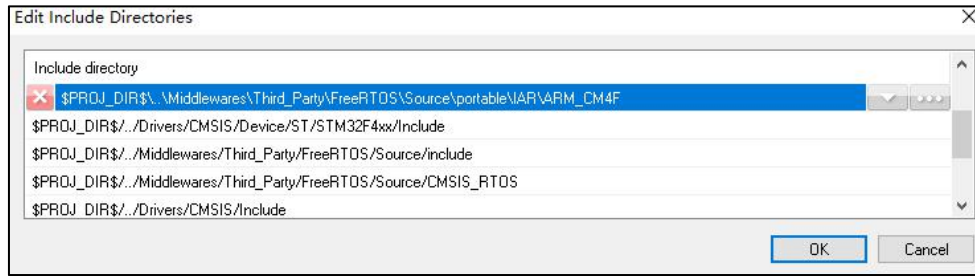 Edit Include Directories
Include directory
$PROJ_DIR$\..\Middlewares\Third_Party\FreeRTOS\Source\portable\IAR\ARM_CM4F
$PROJ_DIR$/../Drivers/CMSIS/Device/ST/STM32F4xx/Include
$PROJ_DIR$/../Middlewares/Third_Party/FreeRTOS/Source/include
$PROJ_DIR$/../Middlewares/Third_Party/FreeRTOS/Source/CMSIS_RTOS
$PROJ_DIR$/../Drivers/CMSIS/Include
OK Cancel